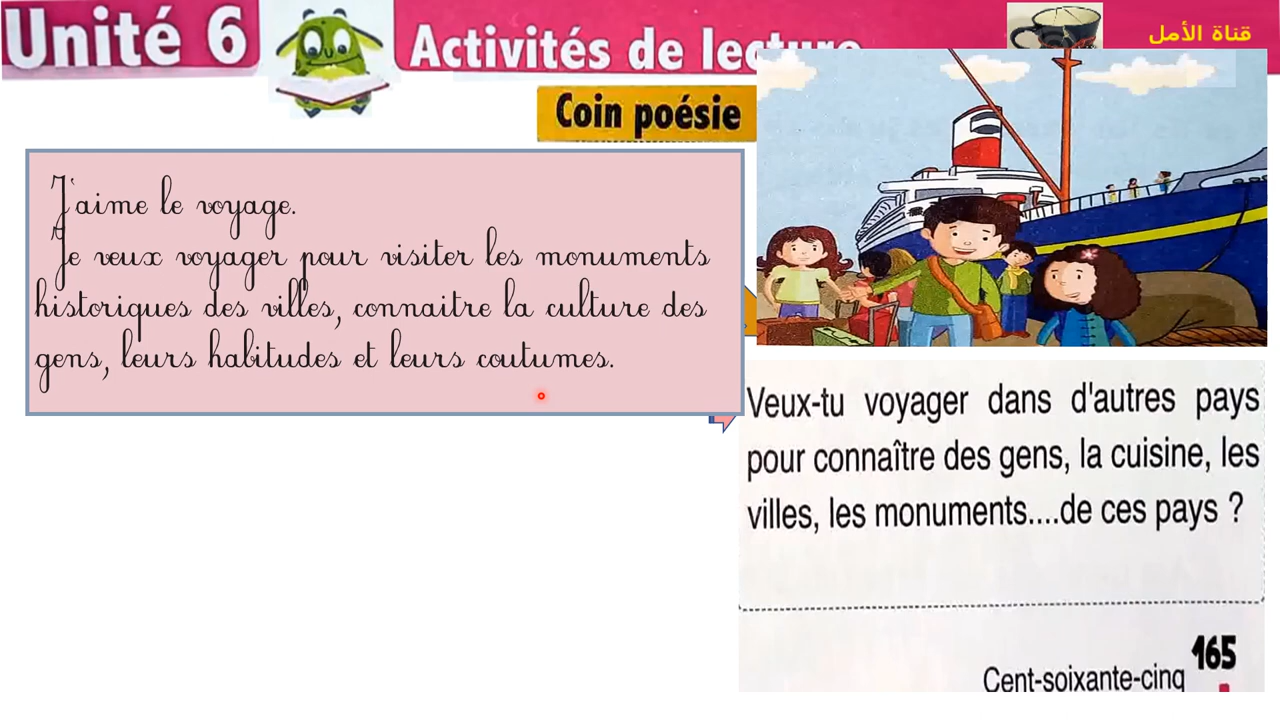 Unité 6
Activités de lecture
قناة الأمل
Coin poésie
J'aime le voyage.
Je veux voyager pour visiter les monuments
historiques des villes, connaitre la culture des
gens, leurs habitudes et leurs coutumes.
Veux-tu voyager dans d'autres pays
pour connaître des gens, la cuisine, les
villes, les monuments....de ces pays ?
165
Cent-soixante-cinq